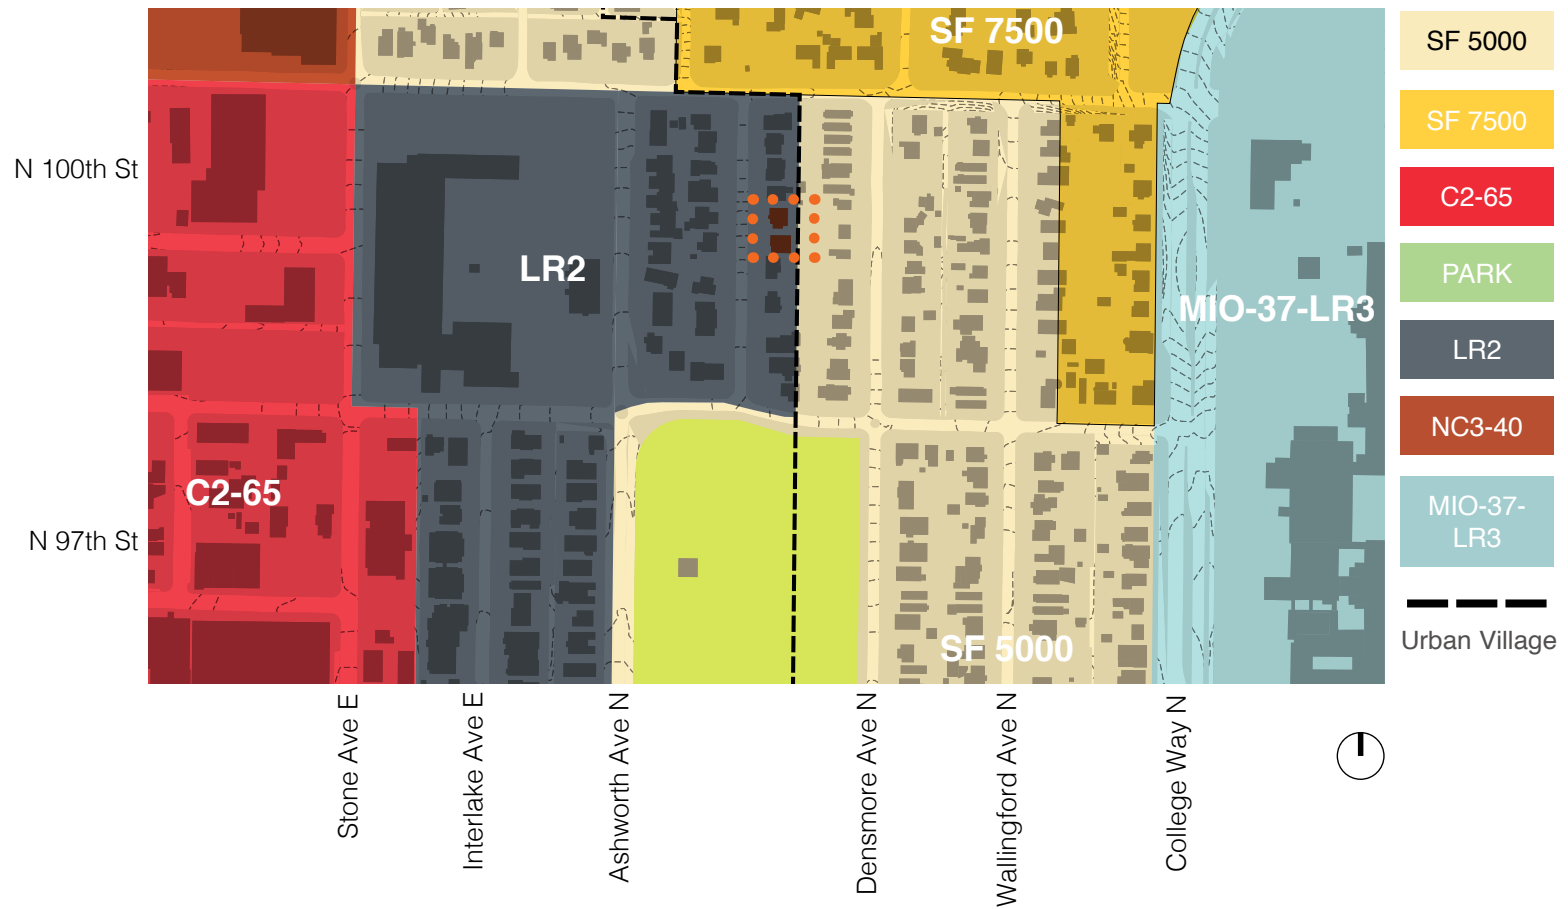 SF 7500
N 100th St
LR2
MIO-37-LR3
C2-65
N 97th St
SF 5000
Stone Ave E
Interlake Ave E
Ashworth Ave N
Densmore Ave N
Wallingford Ave N
College Way N
SF 5000
SF 7500
C2-65
PARK
LR2
NC3-40
MIO-37-
LR3
Urban Village